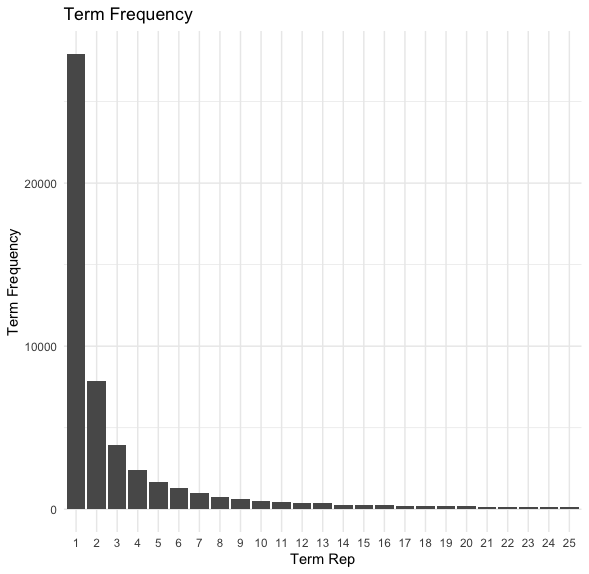 Term Frequency
20000
Term Frequency
10000
0
1 2 3 4 5 6 7 8 9 10 11 12 13 14 15 16 17 18 19 20 21 22 23 24 25
Term Rep